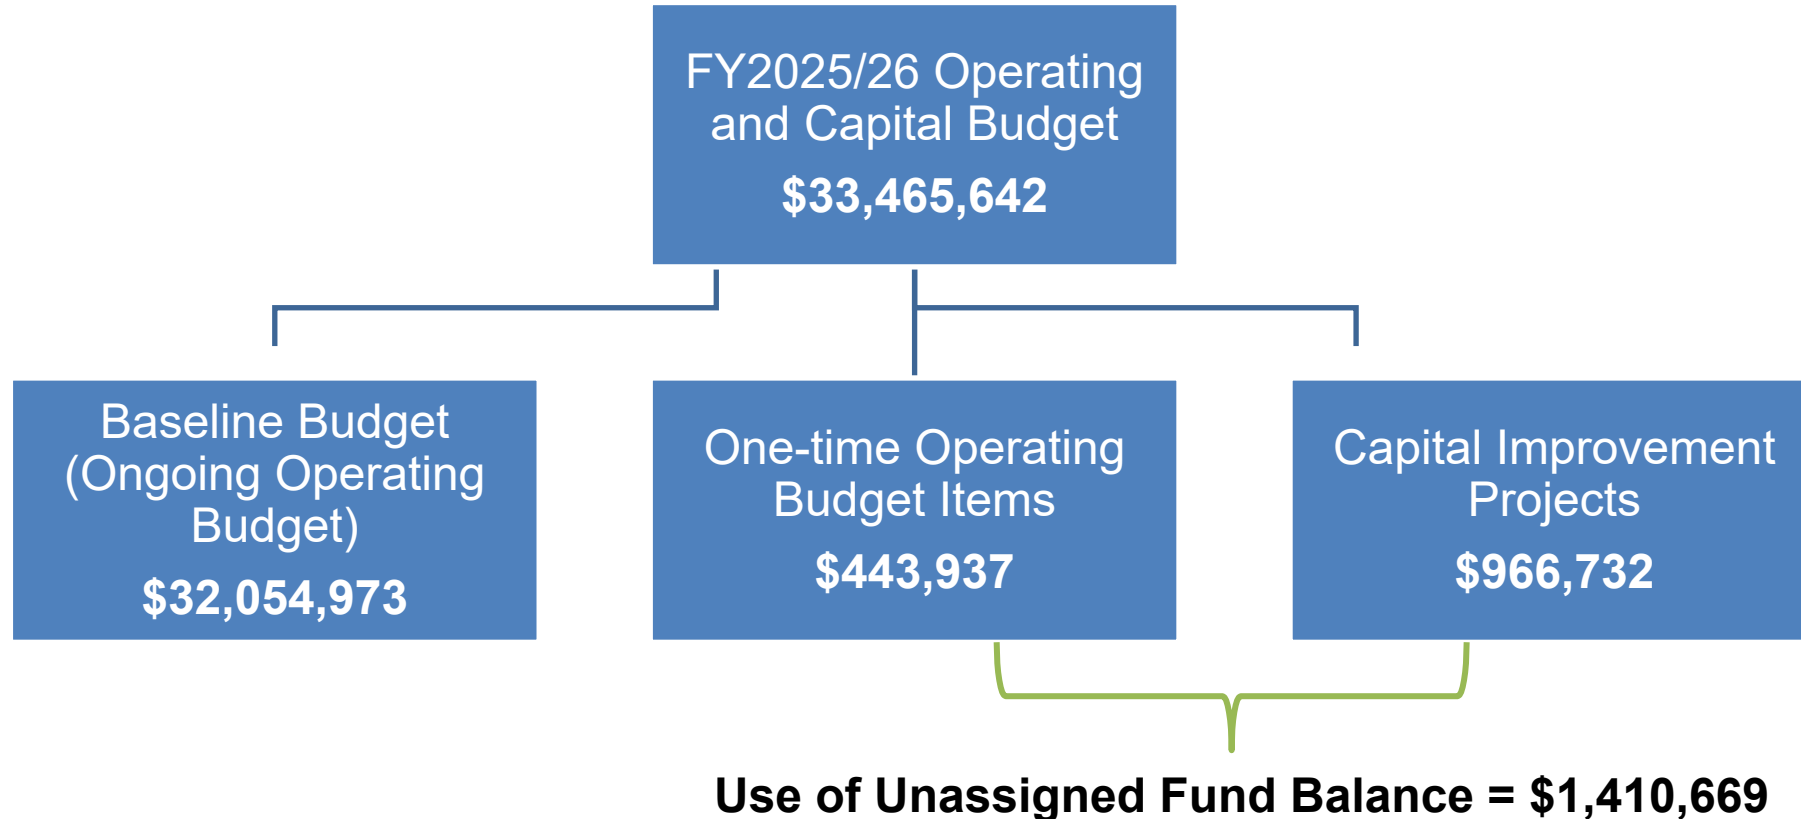 FY2025/26 Operating
and Capital Budget
$33,465,642
Baseline Budget
(Ongoing Operating
Budget)
$32,054,973
One-time Operating
Budget Items
$443,937
Capital Improvement
Projects
$966,732
Use of Unassigned Fund Balance = $1,410,669